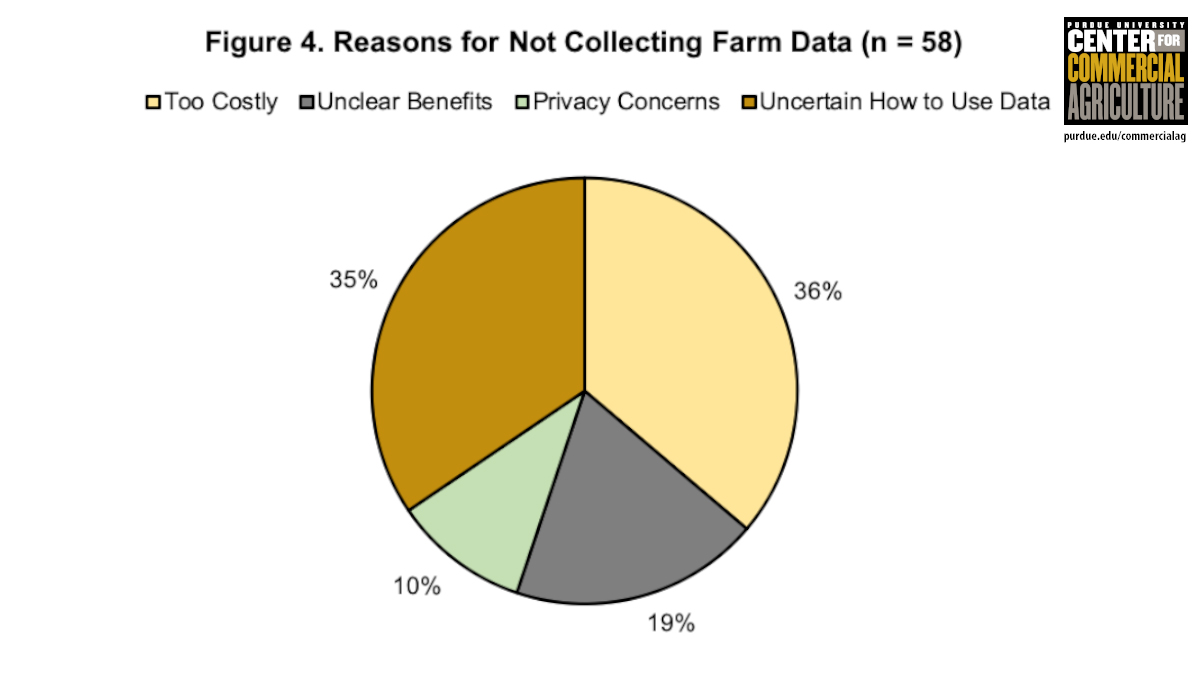 Figure 4. Reasons for Not Collecting Farm Data (n = 58)
Too Costly Unclear Benefits Privacy Concerns Uncertain How to Use Data
PURDUE UNIVERSITY
CENTER FOR
COMMERCIAL
AGRICULTURE
purdue.edu/commercialag
35%
36%
10%
19%